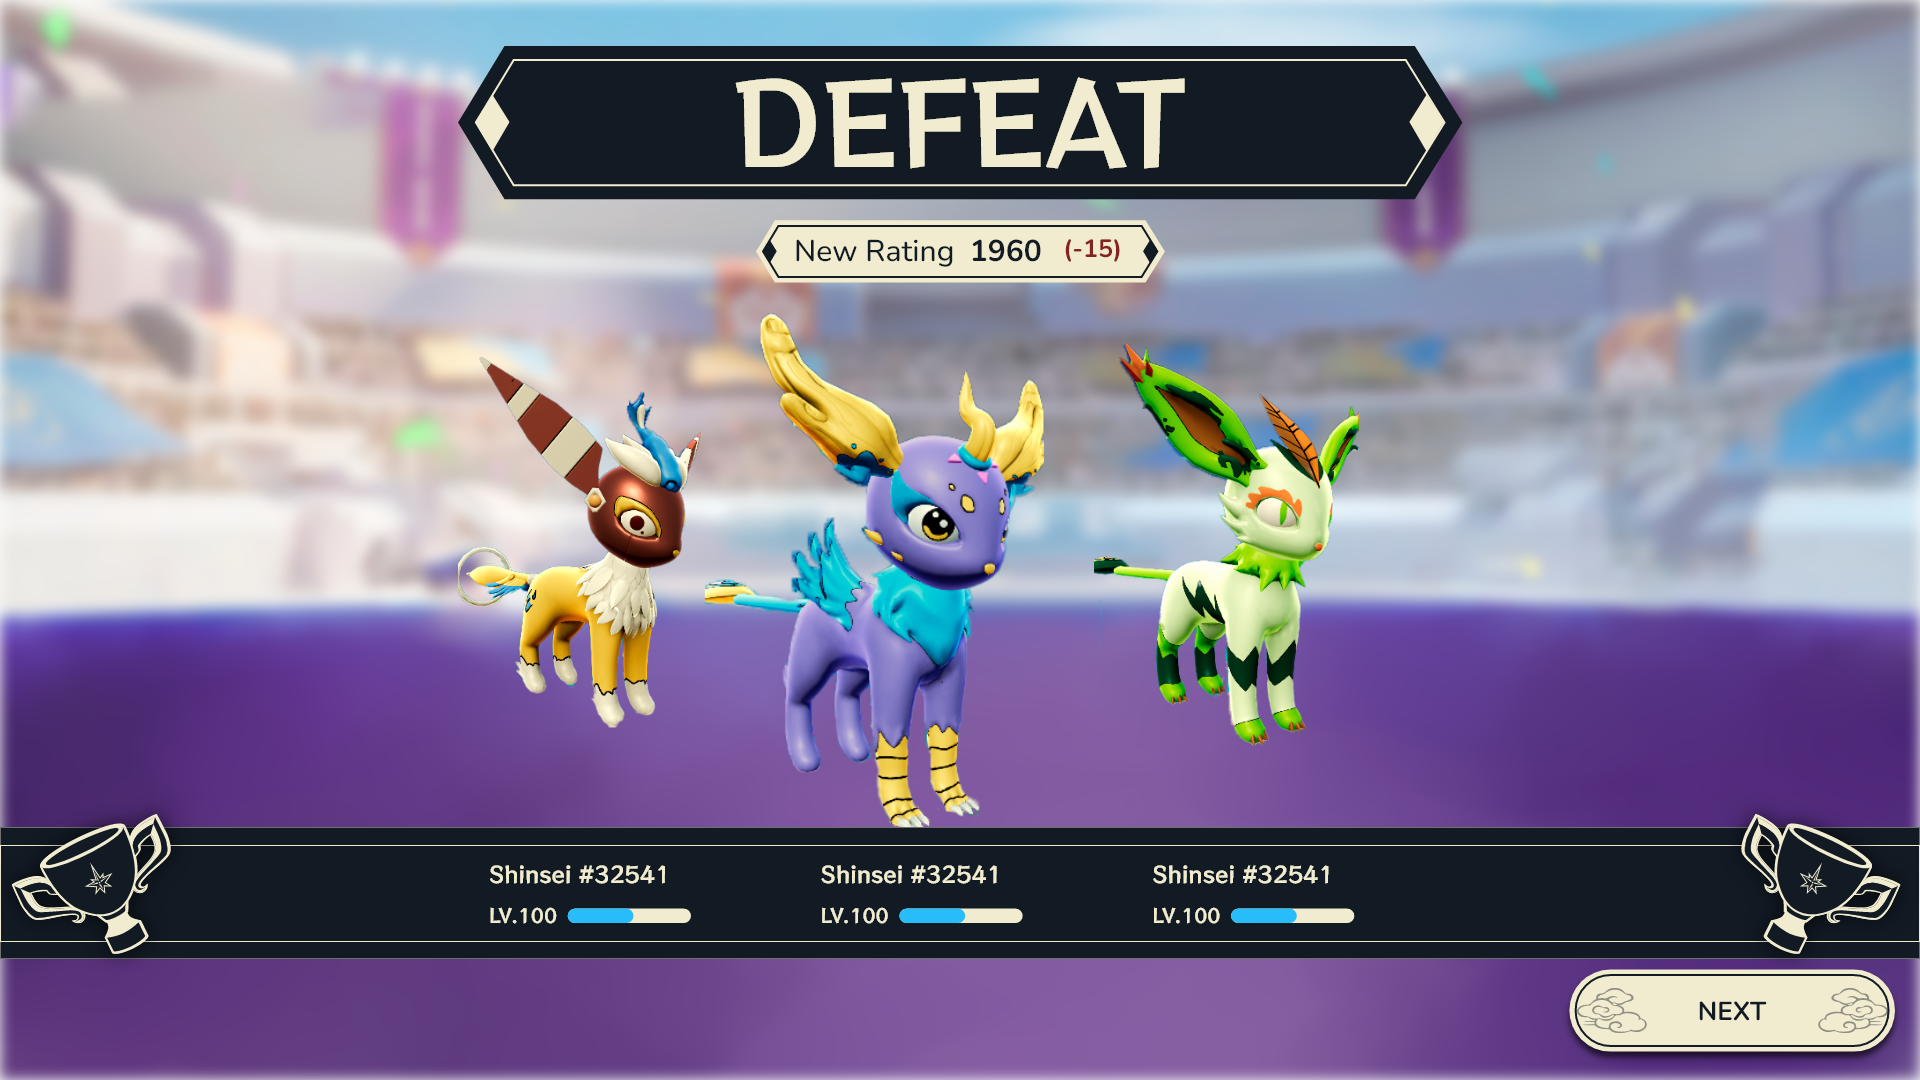 DEFEAT
New Rating 1960 (-15)
Shinsei #32541
LV.100
Shinsei #32541
LV.100
Shinsei #32541
LV.100
NEXT